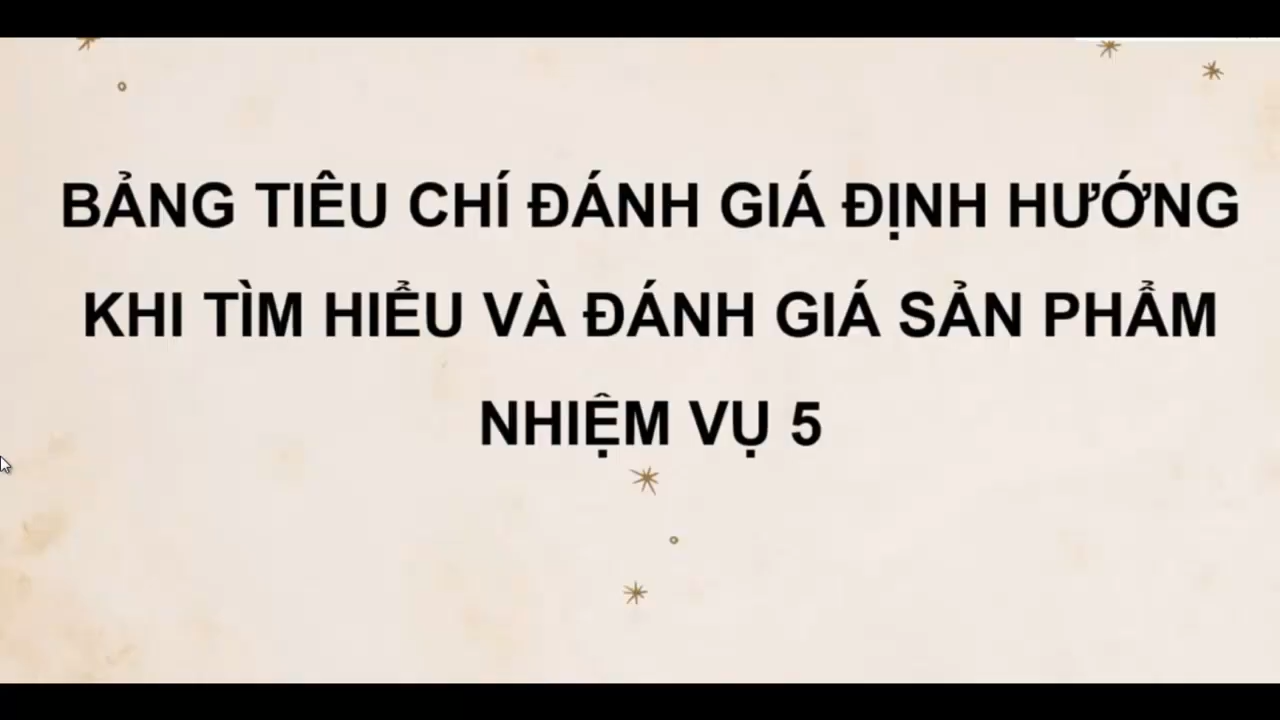 BẢNG TIÊU CHÍ ĐÁNH GIÁ ĐỊNH HƯỚNG
KHI TÌM HIỂU VÀ ĐÁNH GIÁ SẢN PHẨM
NHIỆM VỤ 5